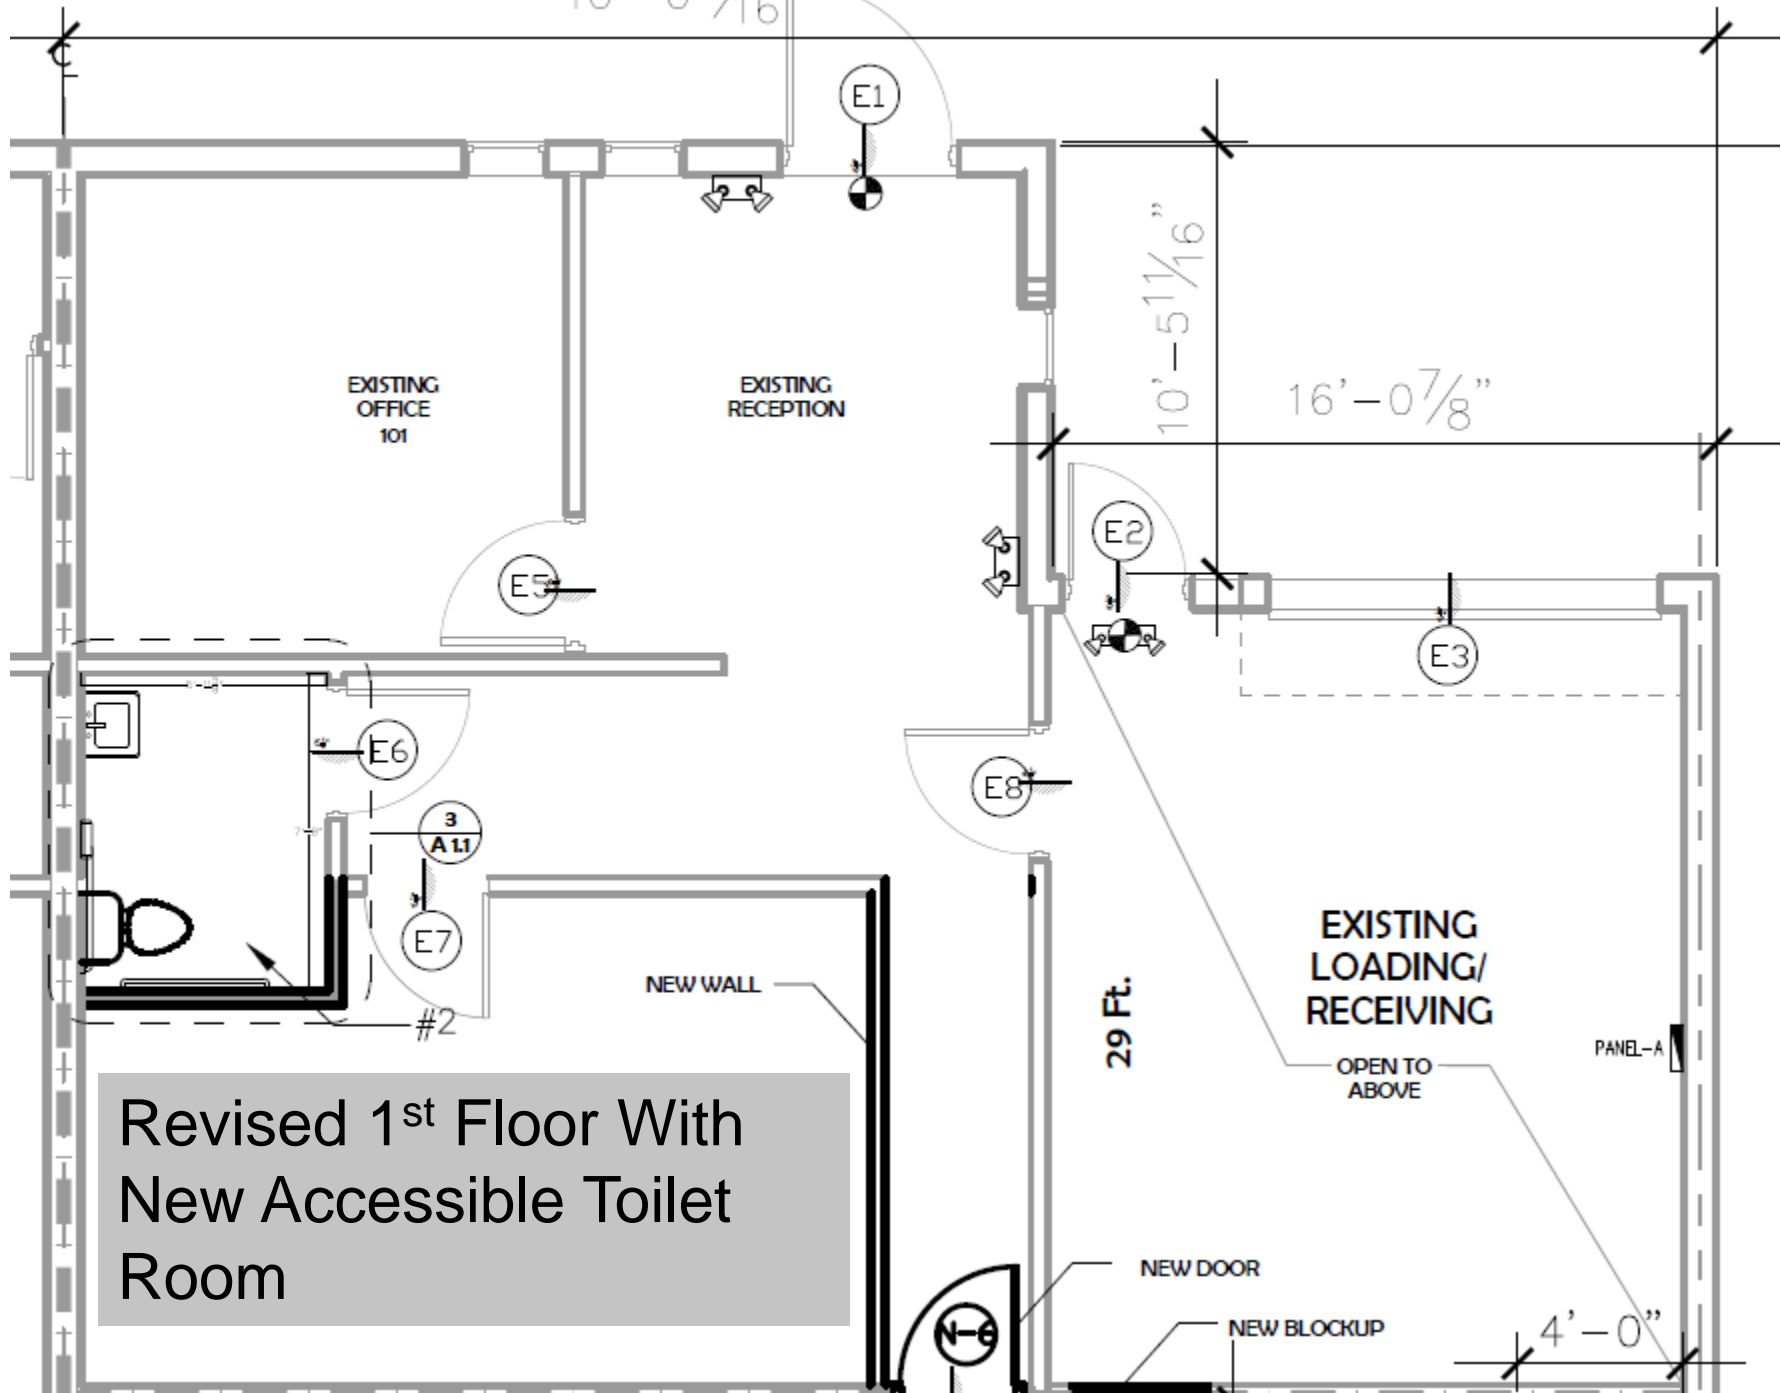 E1
10'-5 11/16"
16'-0 7/8"
EXISTING
OFFICE
101
EXISTING
RECEPTION
E2
E5
E3
E6
E8
3
A 1.1
E7
EXISTING
LOADING/
RECEIVING
NEW WALL
29 Ft.
#2
PANEL-A
OPEN TO
ABOVE
Revised 1st Floor With
New Accessible Toilet
Room
NEW DOOR
N-6
NEW BLOCKUP
4'-0"